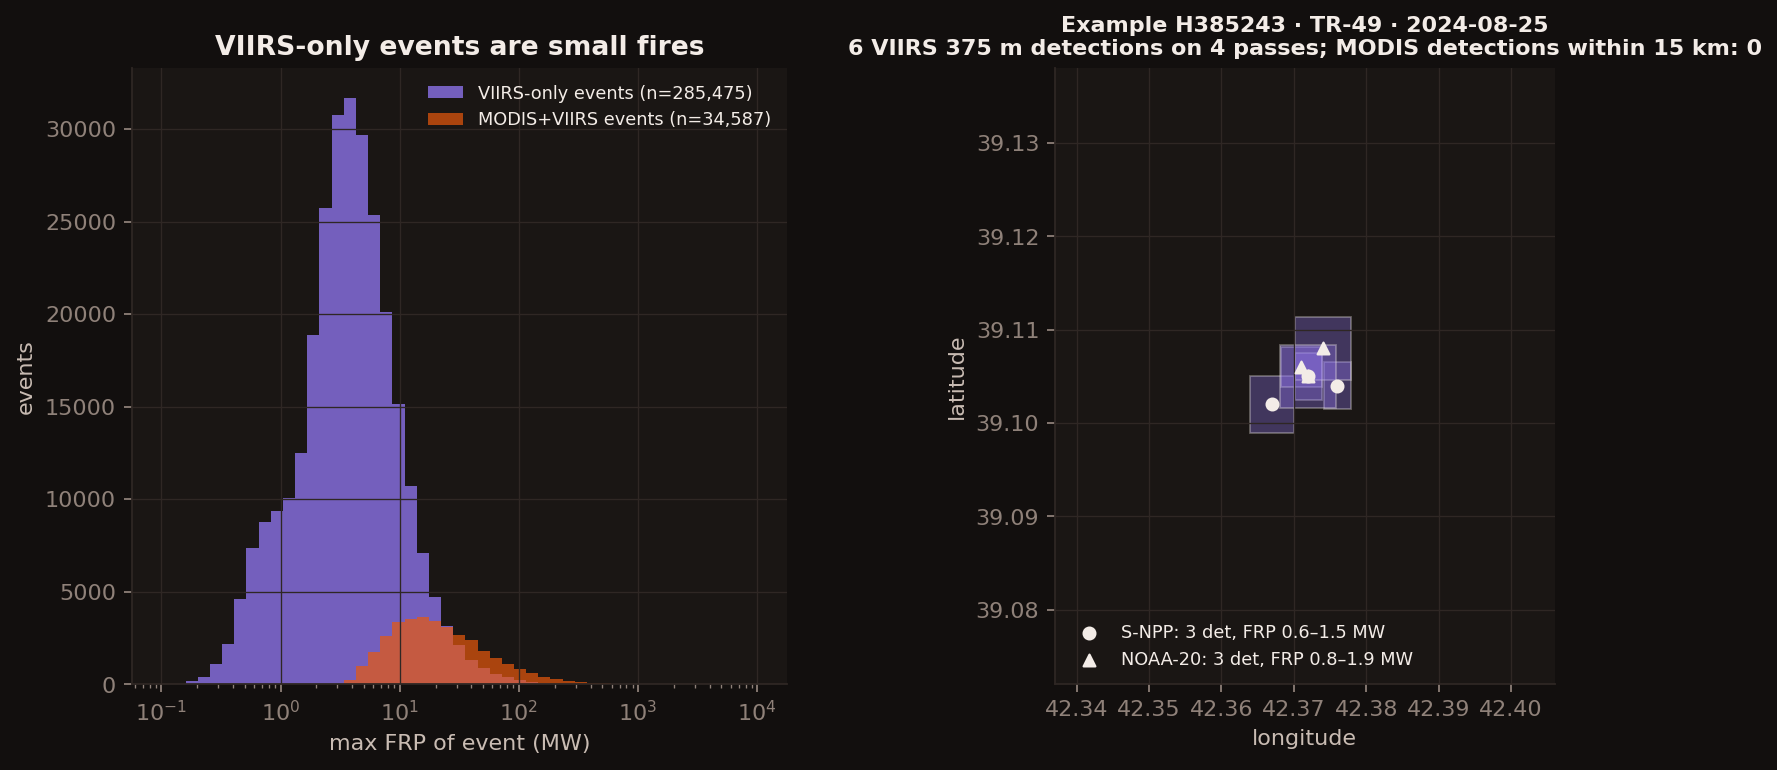 VIIRS-only events are small fires
VIIRS-only events (n=285,475)
MODIS+VIIRS events (n=34,587)
events
30000
25000
20000
15000
10000
5000
0
10⁻¹ 10⁰ 10¹ 10² 10³ 10⁴
max FRP of event (MW)
Example H385243 · TR-49 · 2024-08-25
6 VIIRS 375 m detections on 4 passes; MODIS detections within 15 km: 0
latitude
39.13
39.12
39.11
39.10
39.09
39.08
S-NPP: 3 det, FRP 0.6–1.5 MW
NOAA-20: 3 det, FRP 0.8–1.9 MW
42.34 42.35 42.36 42.37 42.38 42.39 42.40
longitude